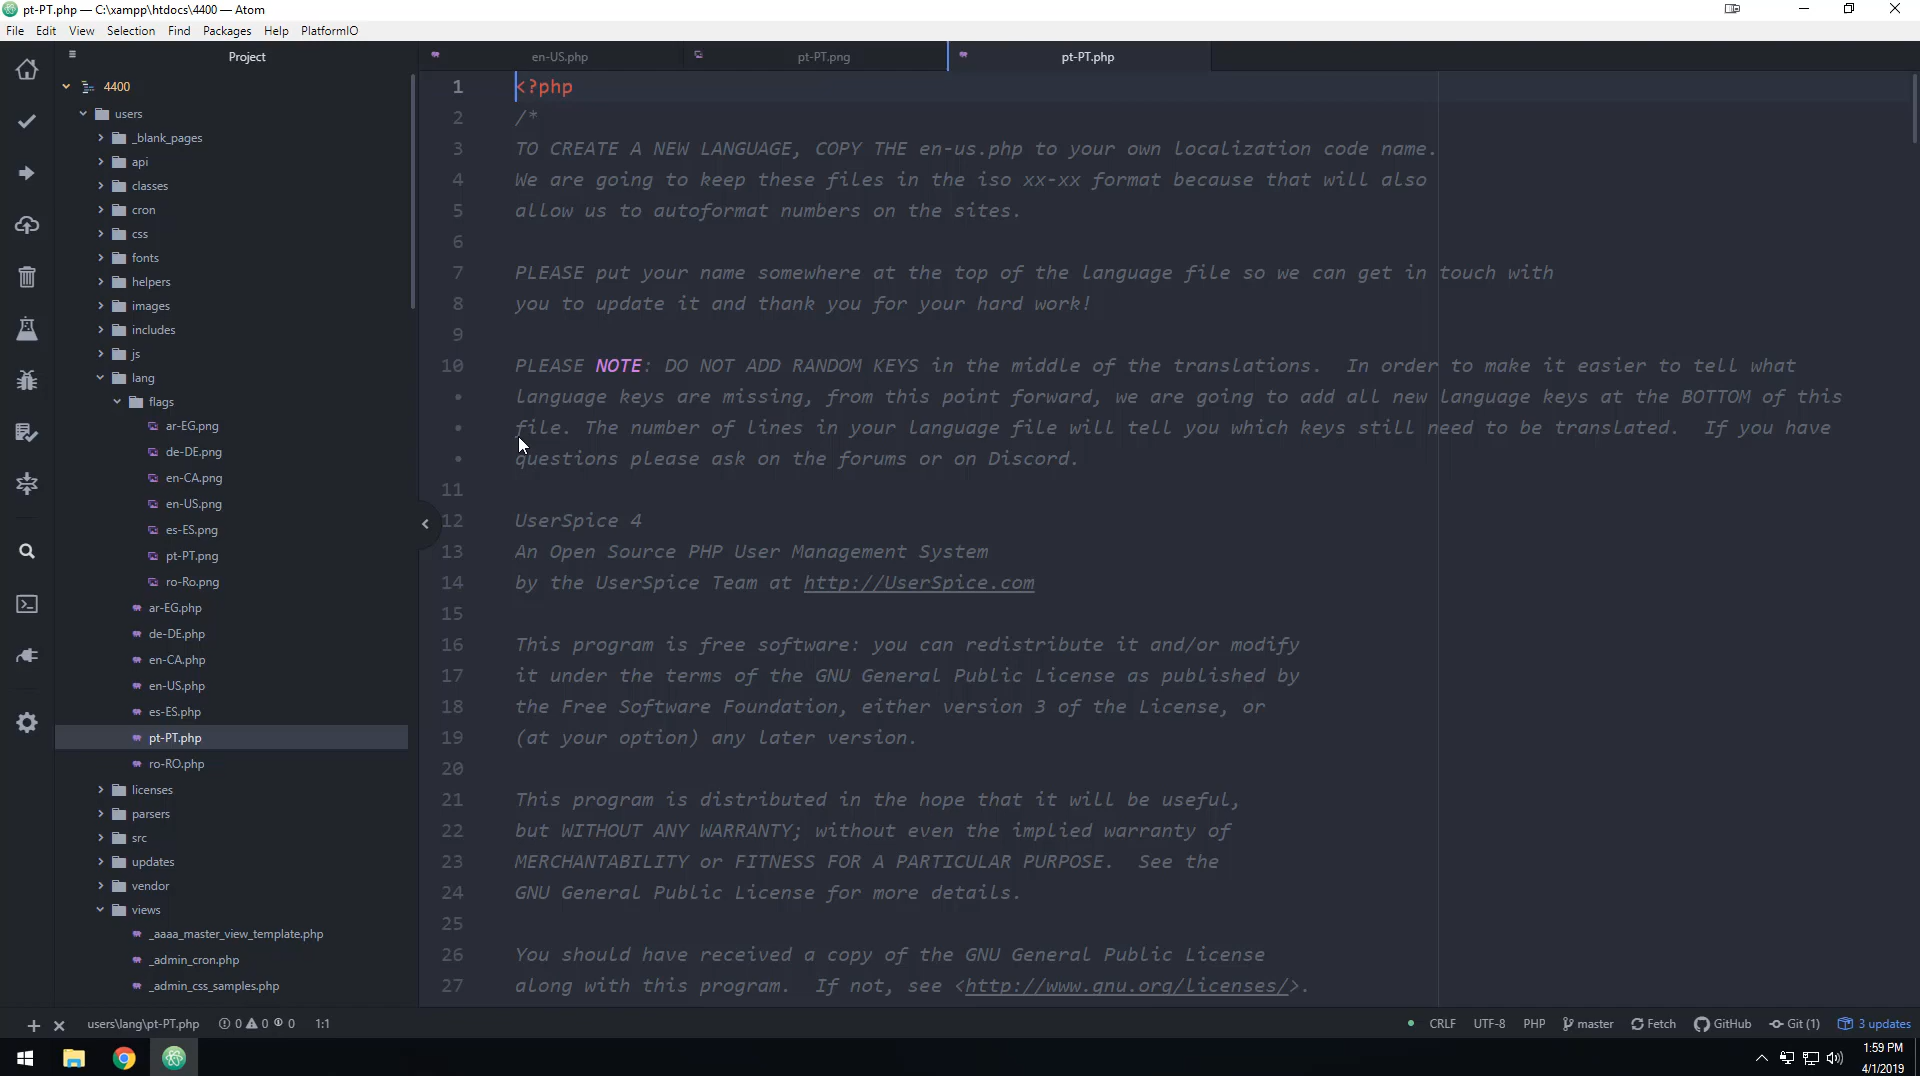 pt-PT.php — C:\xampp\htdocs\4400 — Atom
File Edit View Selection Find Packages Help PlatformIO
Project
en-US.php
pt-PT.png
pt-PT.php
4400
users
_blank_pages
api
classes
cron
css
fonts
helpers
images
includes
js
lang
flags
ar-EG.png
de-DE.png
en-CA.png
en-US.png
es-ES.png
pt-PT.png
ro-Ro.png
ar-EG.php
de-DE.php
en-CA.php
en-US.php
es-ES.php
pt-PT.php
ro-RO.php
licenses
parsers
src
updates
vendor
views
_aaaa_master_view_template.php
_admin_cron.php
_admin_css_samples.php
1 <?php
2 /*
3 TO CREATE A NEW LANGUAGE, COPY THE en-us.php to your own localization code name.
4 We are going to keep these files in the iso xx-xx format because that will also
5 allow us to autoformat numbers on the sites.
6
7 PLEASE put your name somewhere at the top of the language file so we can get in touch with
8 you to update it and thank you for your hard work!
9
10 PLEASE NOTE: DO NOT ADD RANDOM KEYS in the middle of the translations.  In order to make it easier to tell what
• language keys are missing, from this point forward, we are going to add all new language keys at the BOTTOM of this
• file. The number of lines in your language file will tell you which keys still need to be translated.  If you have
• questions please ask on the forums or on Discord.
11
12 UserSpice 4
13 An Open Source PHP User Management System
14 by the UserSpice Team at http://UserSpice.com
15
16 This program is free software: you can redistribute it and/or modify
17 it under the terms of the GNU General Public License as published by
18 the Free Software Foundation, either version 3 of the License, or
19 (at your option) any later version.
20
21 This program is distributed in the hope that it will be useful,
22 but WITHOUT ANY WARRANTY; without even the implied warranty of
23 MERCHANTABILITY or FITNESS FOR A PARTICULAR PURPOSE.  See the
24 GNU General Public License for more details.
25
26 You should have received a copy of the GNU General Public License
27 along with this program.  If not, see <http://www.gnu.org/licenses/>.
users\lang\pt-PT.php 0 0 0 1:1 CRLF UTF-8 PHP master Fetch GitHub Git (1) 3 updates
1:59 PM
4/1/2019